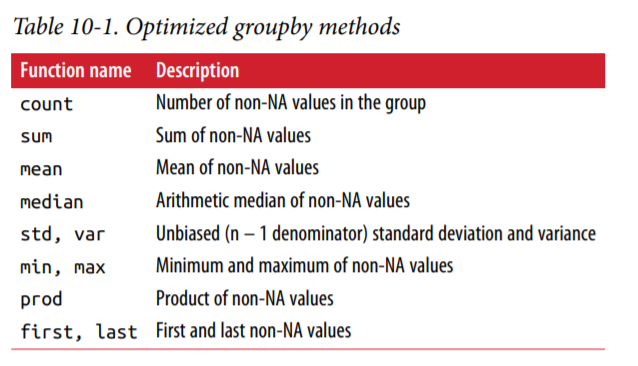 Table 10-1. Optimized groupby methods
Function name Description
count Number of non-NA values in the group
sum Sum of non-NA values
mean Mean of non-NA values
median Arithmetic median of non-NA values
std, var Unbiased (n – 1 denominator) standard deviation and variance
min, max Minimum and maximum of non-NA values
prod Product of non-NA values
first, last First and last non-NA values